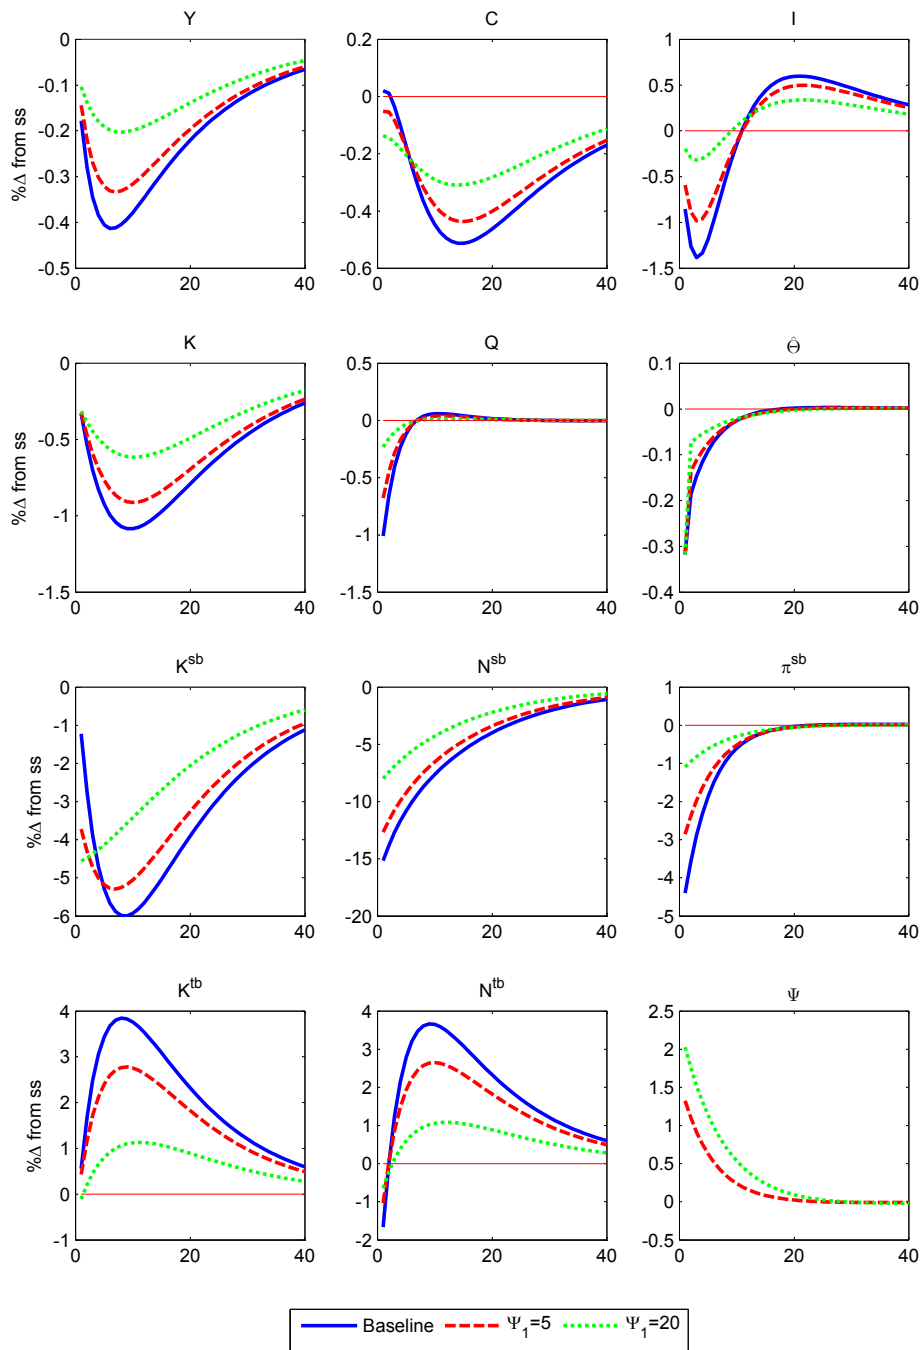 Y C I
%Δ from ss
0 -0.1 -0.2 -0.3 -0.4 -0.5
0.2 0 -0.2 -0.4 -0.6
1 0.5 0 -0.5 -1 -1.5
0 20 40 0 20 40 0 20 40
K Q Θ̂
%Δ from ss
0 -0.5 -1 -1.5
0.5 0 -0.5 -1 -1.5
0.1 0 -0.1 -0.2 -0.3 -0.4
0 20 40 0 20 40 0 20 40
K^sb N^sb π^sb
%Δ from ss
0 -1 -2 -3 -4 -5 -6
0 -5 -10 -15 -20
1 0 -1 -2 -3 -4 -5
0 20 40 0 20 40 0 20 40
K^tb N^tb Ψ
%Δ from ss
4 3 2 1 0 -1
4 3 2 1 0 -1 -2
2.5 2 1.5 1 0.5 0 -0.5
0 20 40 0 20 40 0 20 40
Baseline Ψ_1=5 Ψ_1=20